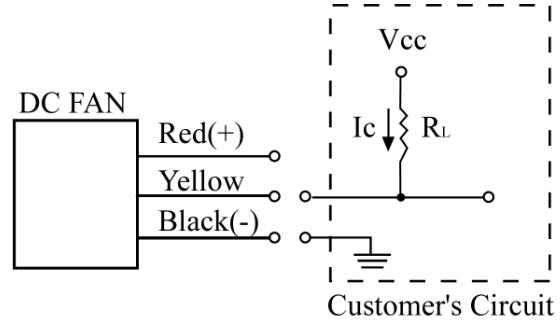 Vcc
DC FAN
Red(+)
Ic
RL
Yellow
Black(-)
Customer's Circuit